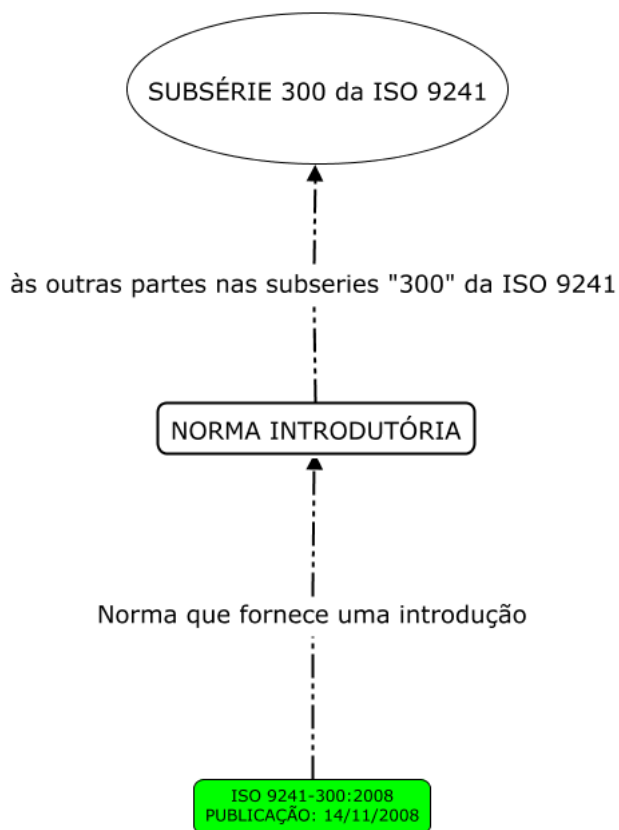 SUBSÉRIE 300 da ISO 9241
às outras partes nas subseries "300" da ISO 9241
NORMA INTRODUTÓRIA
Norma que fornece uma introdução
ISO 9241-300:2008
PUBLICAÇÃO: 14/11/2008